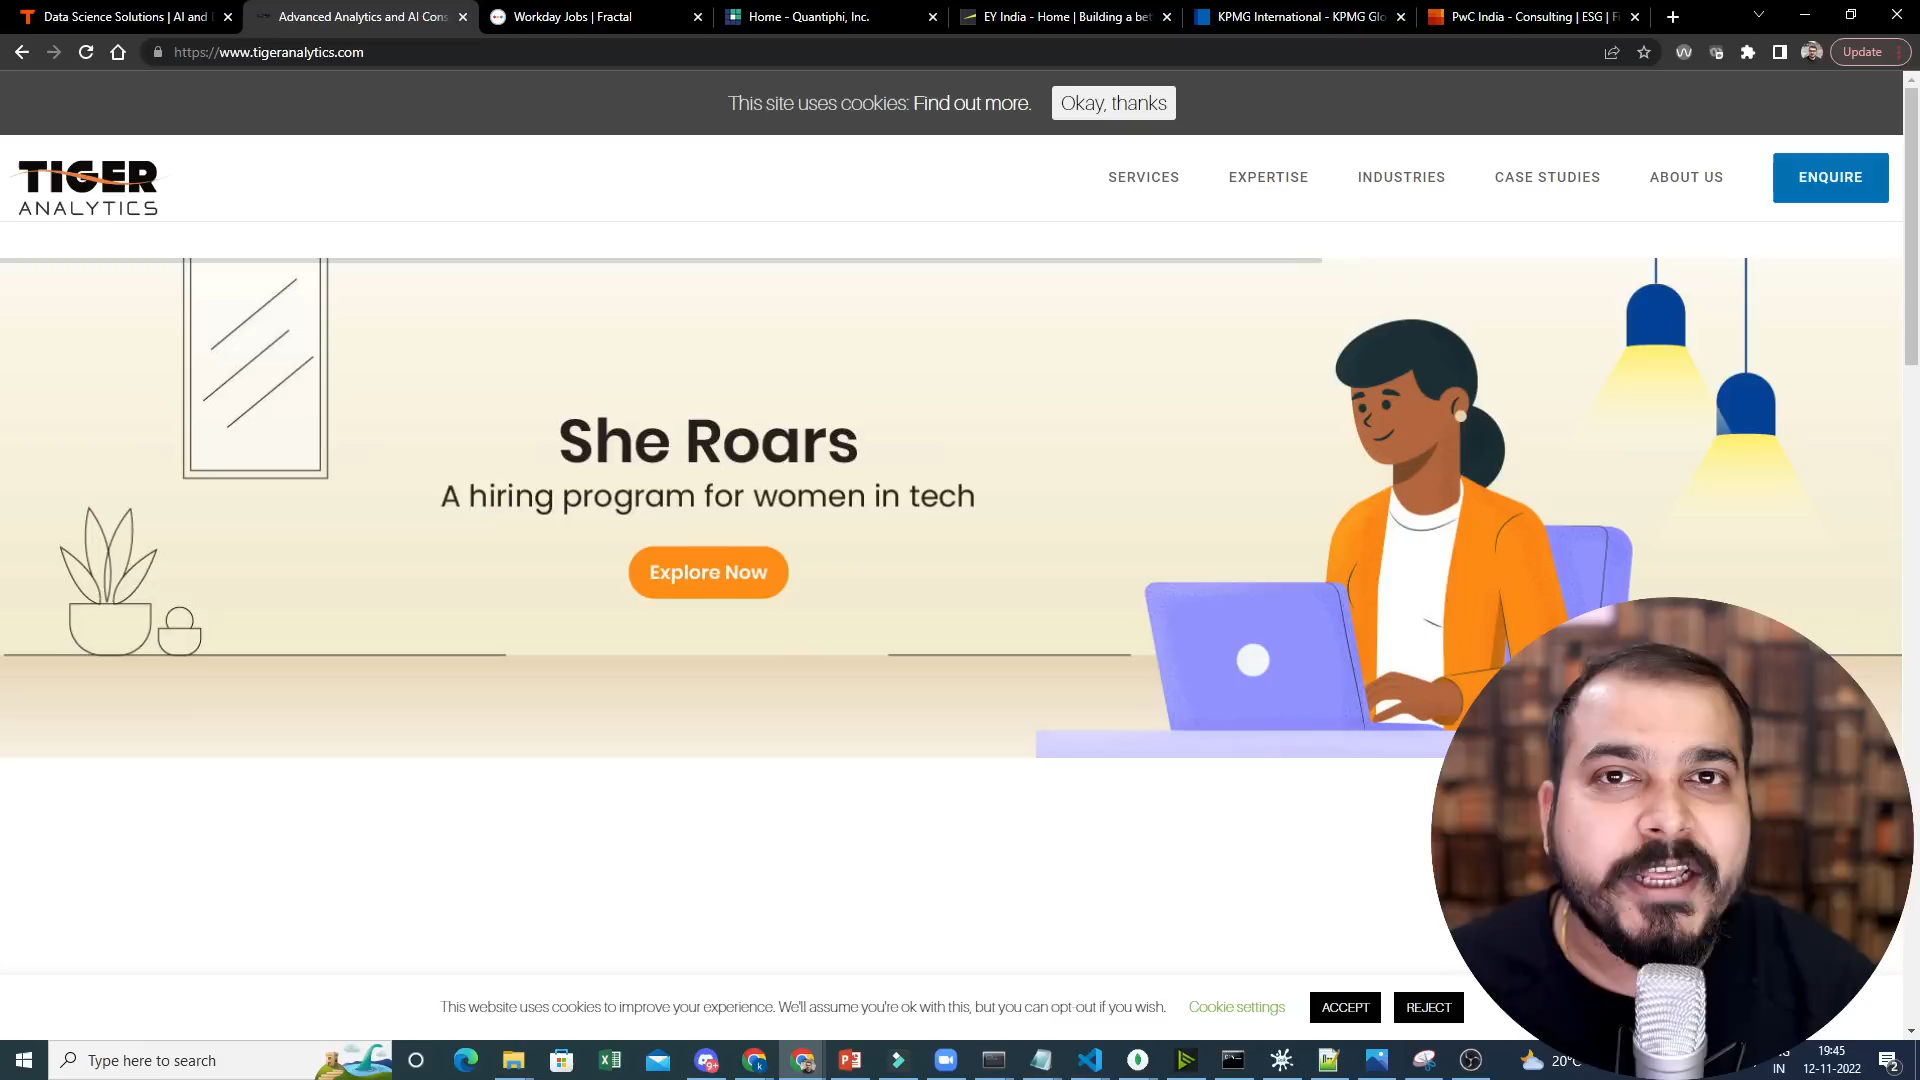 Data Science Solutions | AI and
Advanced Analytics and AI Cons
Workday Jobs | Fractal
Home - Quantiphi, Inc.
EY India - Home | Building a bet
KPMG International - KPMG Glo
PwC India - Consulting | ESG | Fi
https://www.tigeranalytics.com
Update
This site uses cookies: Find out more.
Okay, thanks
TIGER
ANALYTICS
SERVICES
EXPERTISE
INDUSTRIES
CASE STUDIES
ABOUT US
ENQUIRE
She Roars
A hiring program for women in tech
Explore Now
This website uses cookies to improve your experience. We'll assume you're ok with this, but you can opt-out if you wish.
Cookie settings
ACCEPT
REJECT
Type here to search
20°
19:45
IN
12-11-2022
2